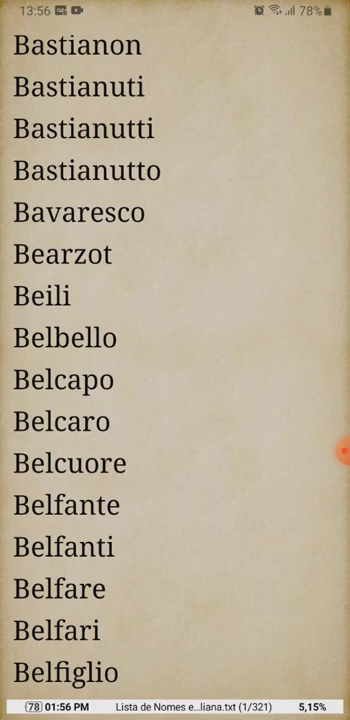 13:56 78%
Bastianon
Bastianuti
Bastianutti
Bastianutto
Bavaresco
Bearzot
Beili
Belbello
Belcapo
Belcaro
Belcuore
Belfante
Belfanti
Belfare
Belfari
Belfiglio
78 01:56 PM Lista de Nomes e...liana.txt (1/321) 5,15%